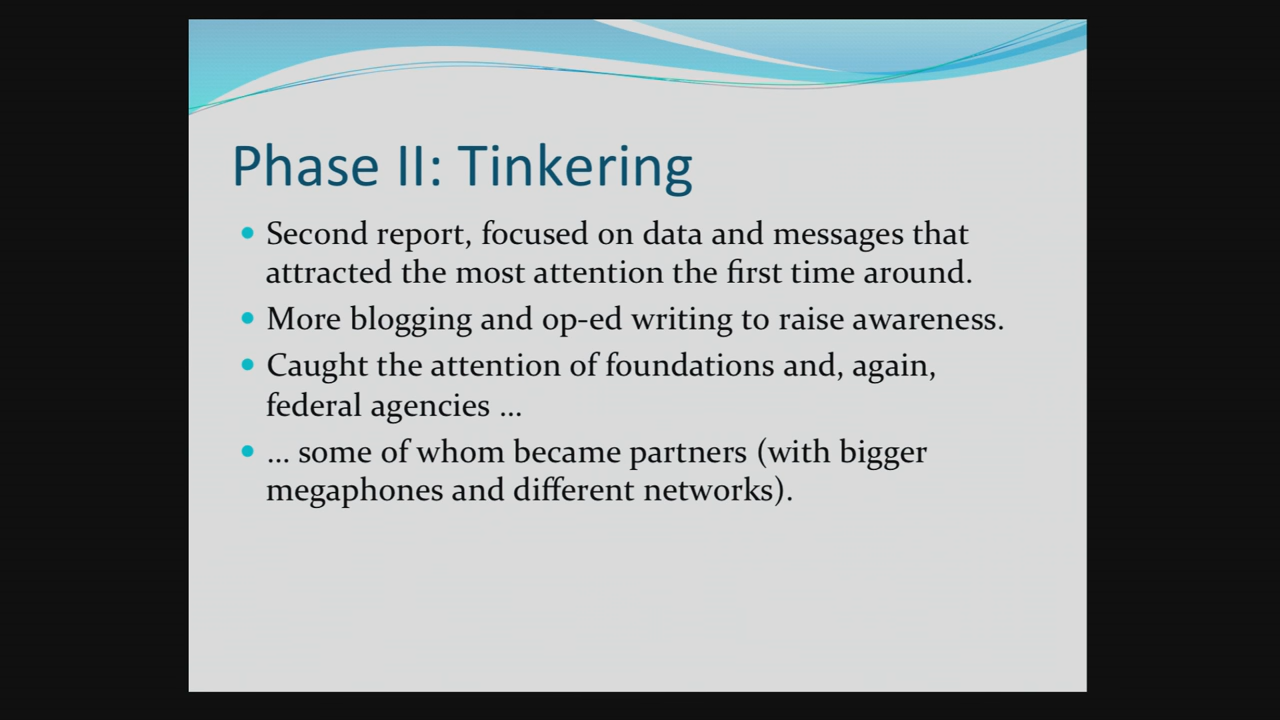 Phase II: Tinkering
Second report, focused on data and messages that
attracted the most attention the first time around.
More blogging and op-ed writing to raise awareness.
Caught the attention of foundations and, again,
federal agencies …
… some of whom became partners (with bigger
megaphones and different networks).